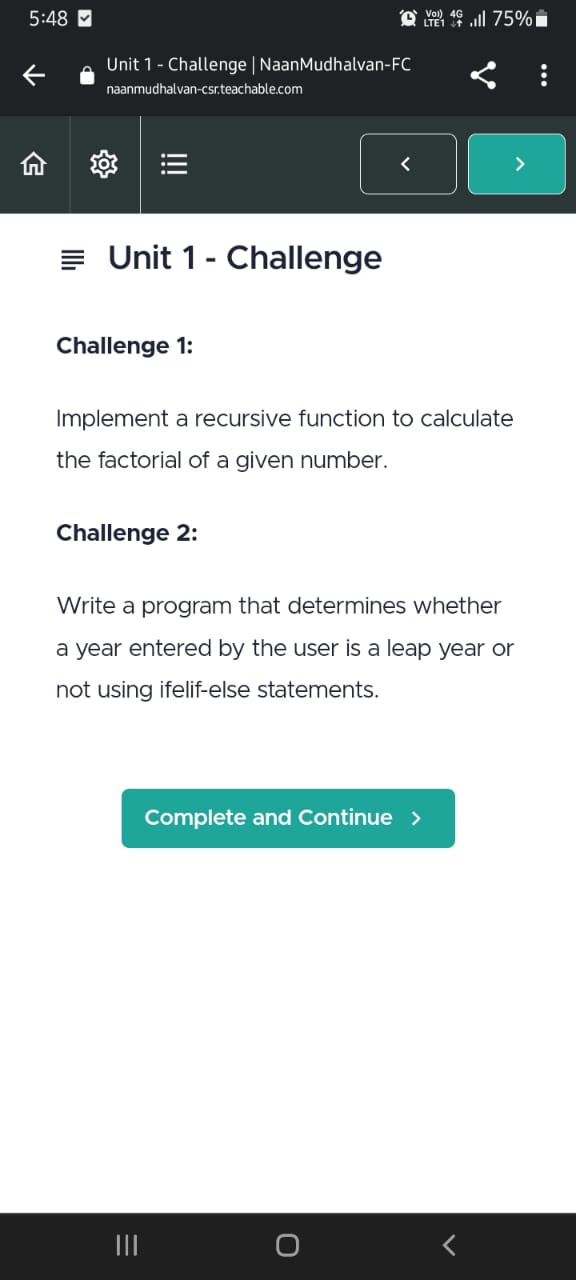 5:48
Vo)) 4G
LTE1
75%
Unit 1 - Challenge | NaanMudhalvan-FC
naanmudhalvan-csr.teachable.com
Unit 1 - Challenge
Challenge 1:
Implement a recursive function to calculate
the factorial of a given number.
Challenge 2:
Write a program that determines whether
a year entered by the user is a leap year or
not using ifelif-else statements.
Complete and Continue